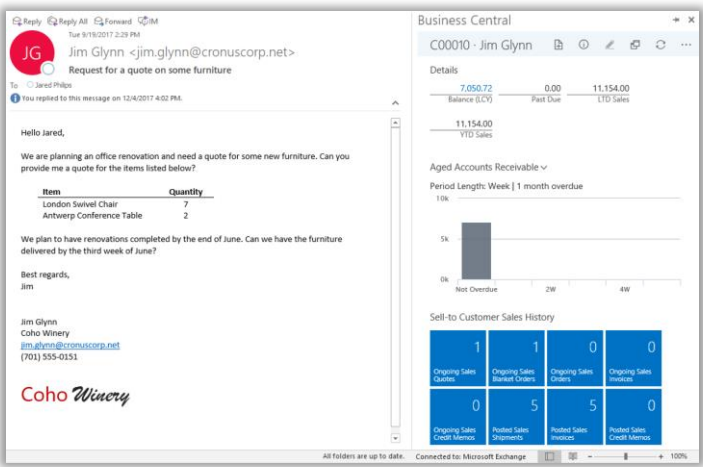 Reply Reply All Forward IM
Tue 9/19/2017 2:29 PM
JG
Jim Glynn <jim.glynn@cronuscorp.net>
Request for a quote on some furniture
To Jared Philips
You replied to this message on 12/4/2017 4:02 PM.
Hello Jared,
We are planning an office renovation and need a quote for some new furniture. Can you
provide me a quote for the items listed below?
Item Quantity
London Swivel Chair 7
Antwerp Conference Table 2
We plan to have renovations completed by the end of June. Can we have the furniture
delivered by the third week of June?
Best regards,
Jim
Jim Glynn
Coho Winery
jim.glynn@cronuscorp.net
(701) 555-0151
Coho Winery
Business Central
C00010 · Jim Glynn
Details
7,050.72 0.00 11,154.00
Balance (LCY) Past Due LTD Sales
11,154.00
YTD Sales
Aged Accounts Receivable
Period Length: Week | 1 month overdue
10k
5k
0k
Not Overdue 2W 4W
Sell-to Customer Sales History
1 1 0 0
Ongoing Sales Quotes
Ongoing Sales Blanket Orders
Ongoing Sales Orders
Ongoing Sales Invoices
0 5 5 0
Ongoing Sales Credit Memos
Posted Sales Shipments
Posted Sales Invoices
Posted Sales Credit Memos
All folders are up to date. Connected to: Microsoft Exchange 100%